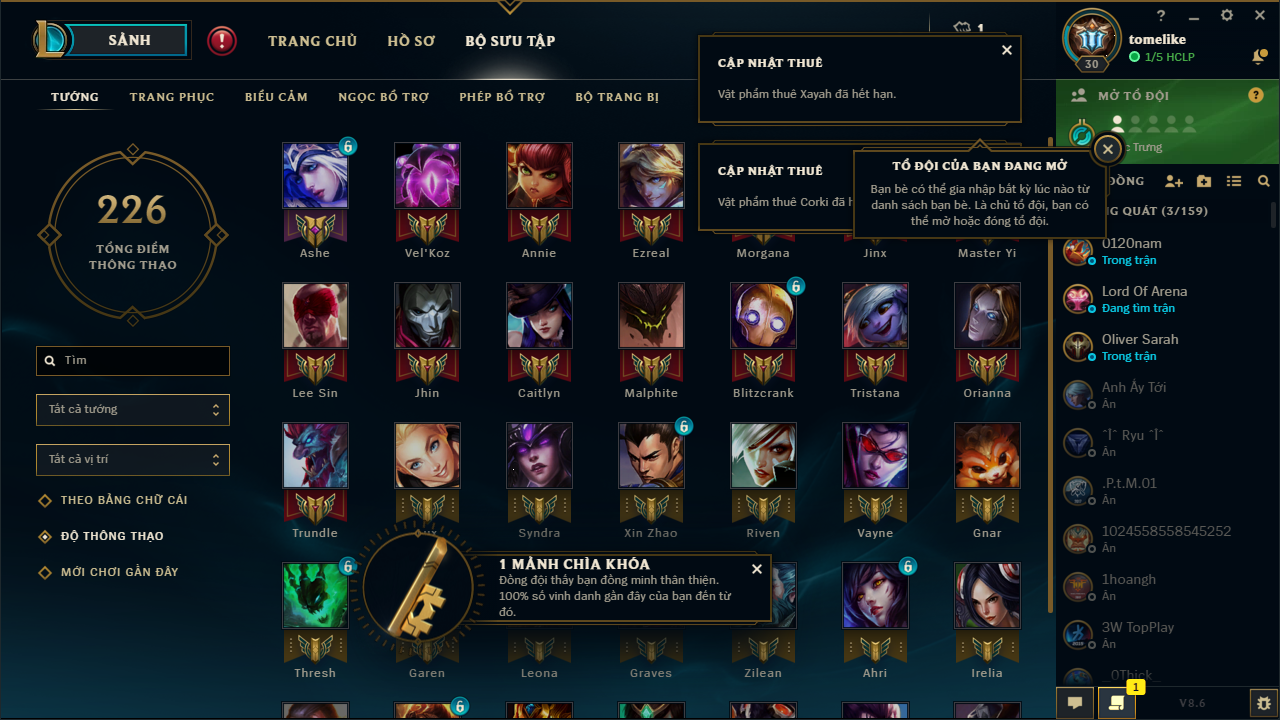 SẢNH
TRANG CHỦ
HỒ SƠ
BỘ SƯU TẬP
1
?
tomelike
30
1/5 HCLP
TƯỚNG
TRANG PHỤC
BIỂU CẢM
NGỌC BỔ TRỢ
PHÉP BỔ TRỢ
BỘ TRANG BỊ
CẬP NHẬT THUÊ
Vật phẩm thuê Xayah đã hết hạn.
CẬP NHẬT THUÊ
Vật phẩm thuê Corki đã h
MỞ TỔ ĐỘI
?
Trưng
TỔ ĐỘI CỦA BẠN ĐANG MỞ
Bạn bè có thể gia nhập bất kỳ lúc nào từ
danh sách bạn bè. Là chủ tổ đội, bạn có
thể mở hoặc đóng tổ đội.
ĐỒNG
NG QUÁT (3/159)
226
TỔNG ĐIỂM
THÔNG THẠO
Tìm
Tất cả tướng
Tất cả vị trí
THEO BẢNG CHỮ CÁI
ĐỘ THÔNG THẠO
MỚI CHƠI GẦN ĐÂY
6
Ashe
Vel'Koz
Annie
Ezreal
Morgana
Jinx
Master Yi
6
Lee Sin
Jhin
Caitlyn
Malphite
Blitzcrank
Tristana
Orianna
6
Trundle
Syndra
Xin Zhao
Riven
Vayne
Gnar
6
6
Thresh
Garen
Leona
Graves
Zilean
Ahri
Irelia
6
1 MẢNH CHÌA KHÓA
Đồng đội thấy bạn đồng minh thân thiện.
100% số vinh danh gần đây của bạn đến từ
đó.
0120nam
Trong trận
Lord Of Arena
Đang tìm trận
Oliver Sarah
Trong trận
Anh Ấy Tới
Ẩn
ˆÏˆ Ryu ˆÏˆ
Ẩn
.P.t.M.01
Ẩn
1024558558545252
Ẩn
1hoangh
Ẩn
3W TopPlay
Ẩn
_0Thick_
1
V8.6